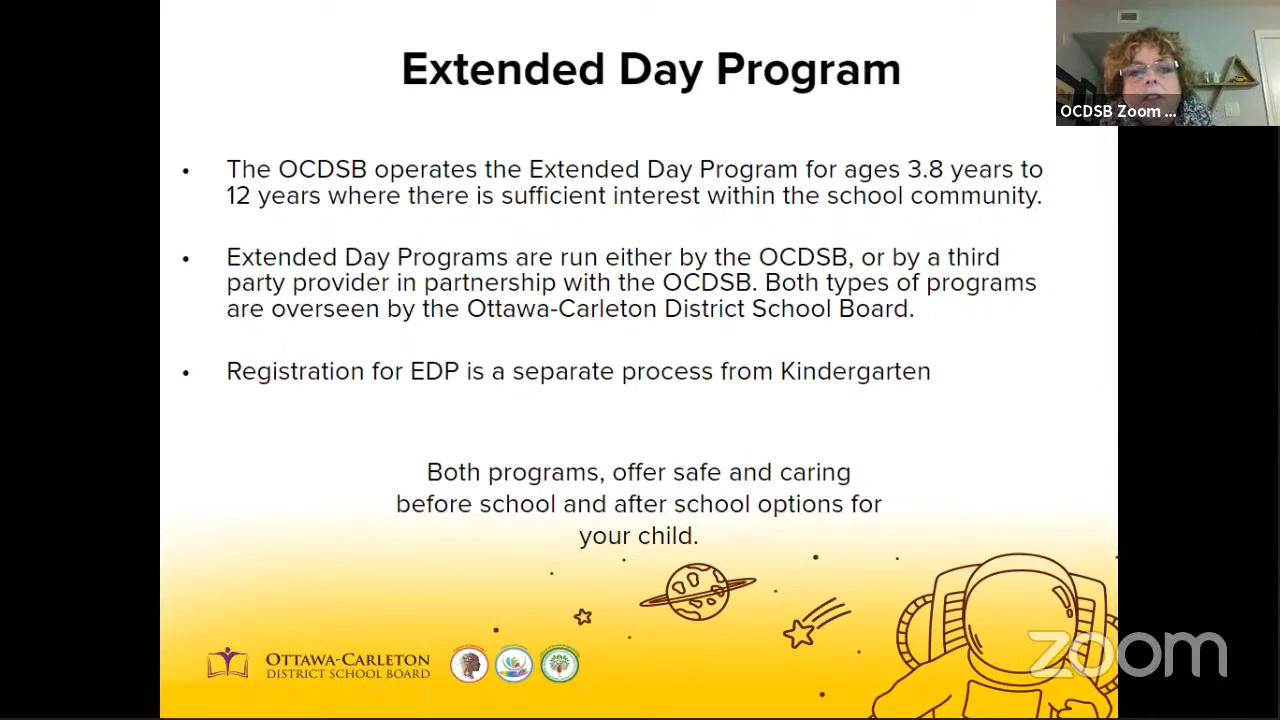 Extended Day Program
OCDSB Zoom ...
• The OCDSB operates the Extended Day Program for ages 3.8 years to
12 years where there is sufficient interest within the school community.
• Extended Day Programs are run either by the OCDSB, or by a third
party provider in partnership with the OCDSB. Both types of programs
are overseen by the Ottawa-Carleton District School Board.
• Registration for EDP is a separate process from Kindergarten
Both programs, offer safe and caring
before school and after school options for
your child.
OTTAWA-CARLETON
DISTRICT SCHOOL BOARD
zoom